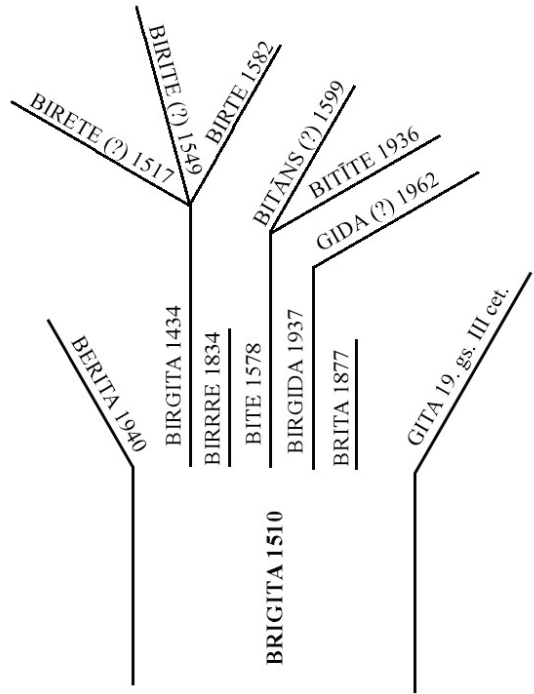 BIRETE (?) 1517
BIRITE (?) 1549
BIRTE 1582
BITĀNS (?) 1599
BITĪTE 1936
GIDA (?) 1962
BERITA 1940
BIRGITA 1434
BIRRRE 1834
BITE 1578
BIRGIDA 1937
BRITA 1877
GITA 19. gs. III cet.
BRIGITA 1510